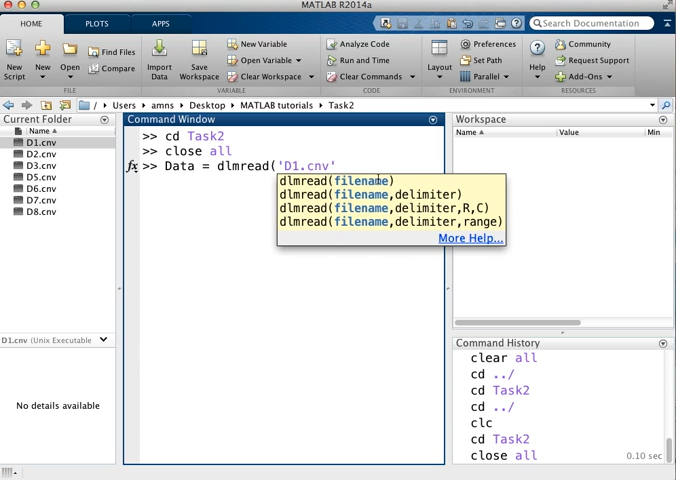 MATLAB R2014a
HOME
PLOTS
APPS
Search Documentation
New Script
New
Open
Find Files
Compare
FILE
Import Data
Save Workspace
New Variable
Open Variable
Clear Workspace
VARIABLE
Analyze Code
Run and Time
Clear Commands
CODE
Layout
Preferences
Set Path
Parallel
ENVIRONMENT
Help
Community
Request Support
Add-Ons
RESOURCES
/ Users amns Desktop MATLAB tutorials Task2
Current Folder
Name
D1.cnv
D2.cnv
D3.cnv
D5.cnv
D6.cnv
D7.cnv
D8.cnv
D1.cnv (Unix Executable
No details available
Command Window
>> cd Task2
>> close all
fx >> Data = dlmread('D1.cnv'
dlmread(filename)
dlmread(filename,delimiter)
dlmread(filename,delimiter,R,C)
dlmread(filename,delimiter,range)
More Help...
Workspace
Name Value Min
Command History
clear all
cd ../
cd Task2
cd ../
clc
cd Task2
close all 0.10 sec